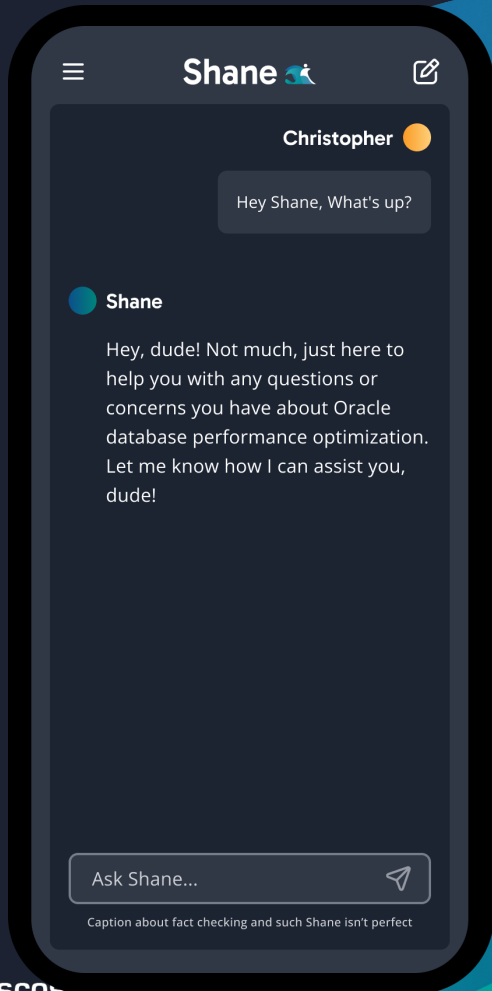 Shane
Christopher
Hey Shane, What's up?
Shane
Hey, dude! Not much, just here to
help you with any questions or
concerns you have about Oracle
database performance optimization.
Let me know how I can assist you,
dude!
Ask Shane...
Caption about fact checking and such Shane isn't perfect